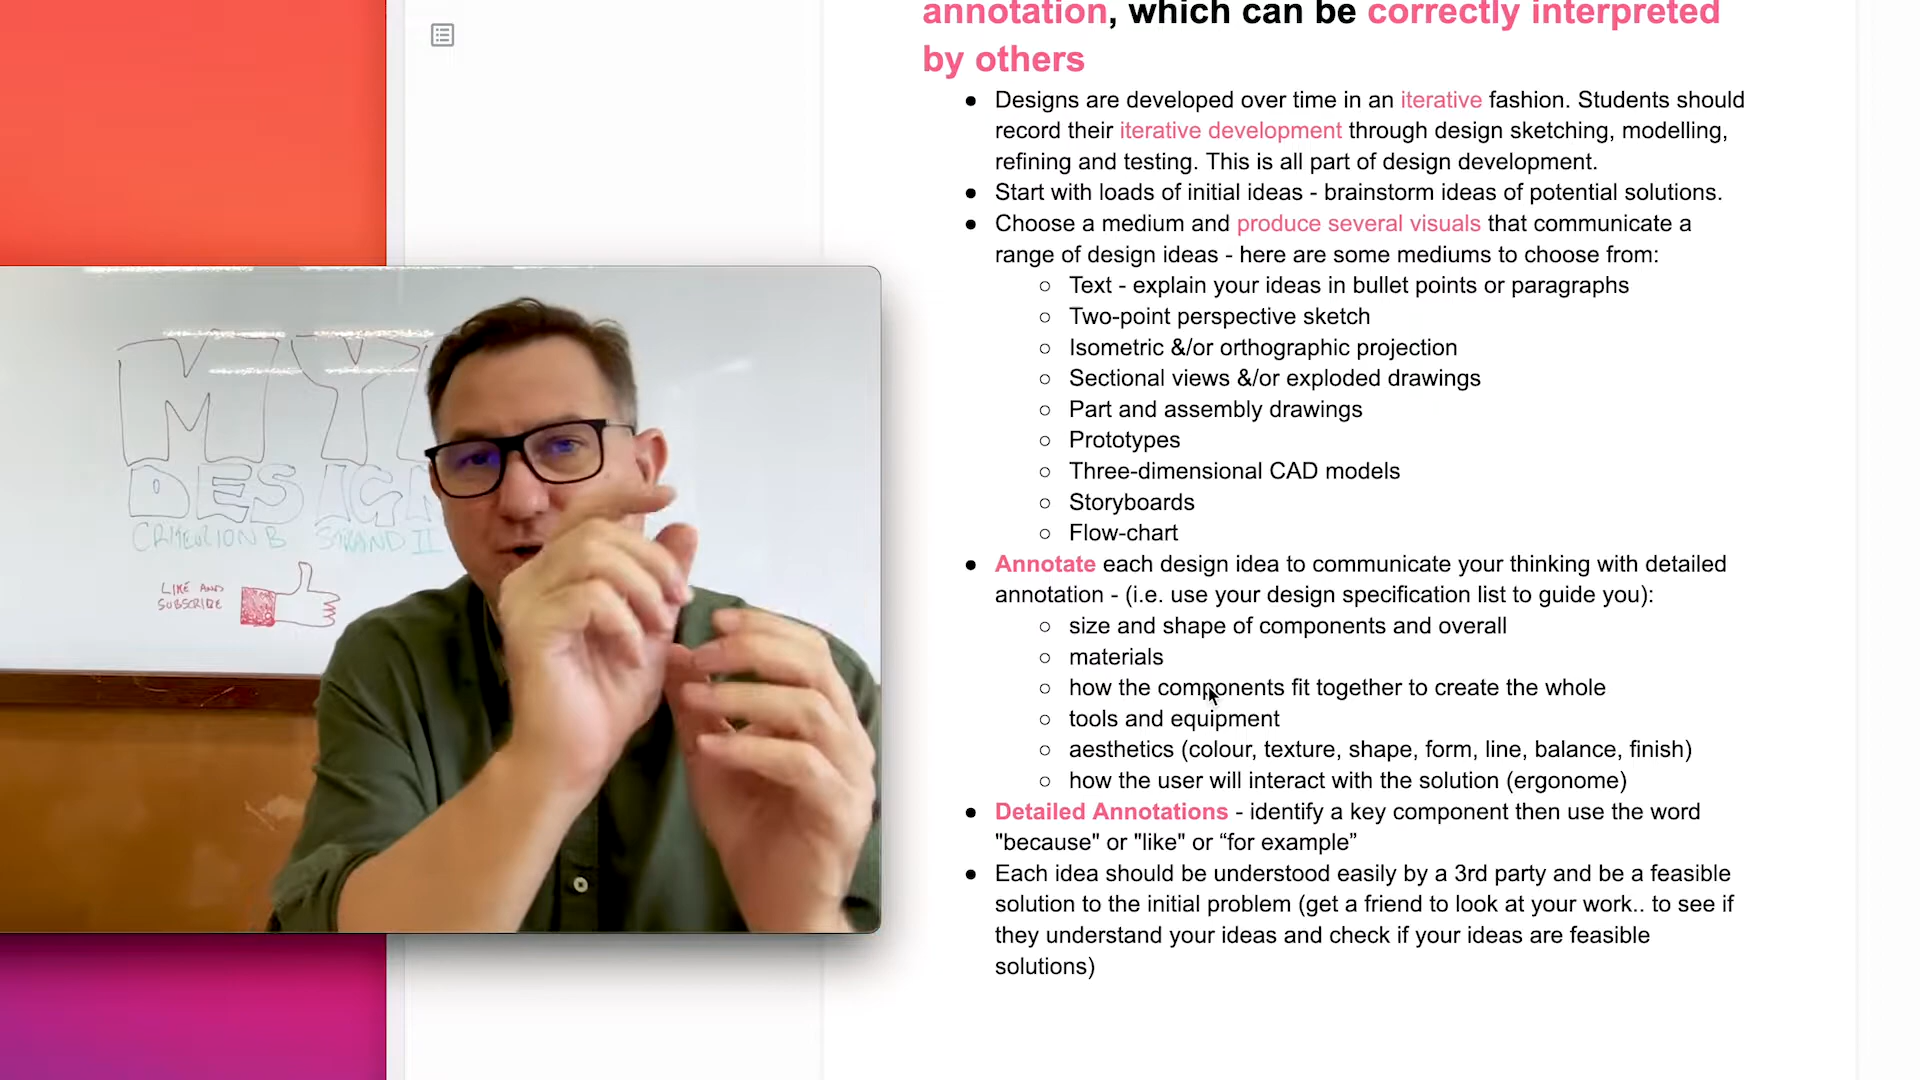 annotation, which can be correctly interpreted
by others
● Designs are developed over time in an iterative fashion. Students should
record their iterative development through design sketching, modelling,
refining and testing. This is all part of design development.
● Start with loads of initial ideas - brainstorm ideas of potential solutions.
● Choose a medium and produce several visuals that communicate a
range of design ideas - here are some mediums to choose from:
○ Text - explain your ideas in bullet points or paragraphs
○ Two-point perspective sketch
○ Isometric &/or orthographic projection
○ Sectional views &/or exploded drawings
○ Part and assembly drawings
○ Prototypes
○ Three-dimensional CAD models
○ Storyboards
○ Flow-chart
● Annotate each design idea to communicate your thinking with detailed
annotation - (i.e. use your design specification list to guide you):
○ size and shape of components and overall
○ materials
○ how the components fit together to create the whole
○ tools and equipment
○ aesthetics (colour, texture, shape, form, line, balance, finish)
○ how the user will interact with the solution (ergonome)
● Detailed Annotations - identify a key component then use the word
"because" or "like" or “for example”
● Each idea should be understood easily by a 3rd party and be a feasible
solution to the initial problem (get a friend to look at your work.. to see if
they understand your ideas and check if your ideas are feasible
solutions)
MY
DESIGN
CRITERION B STRAND II
LIKE AND
SUBSCRIBE